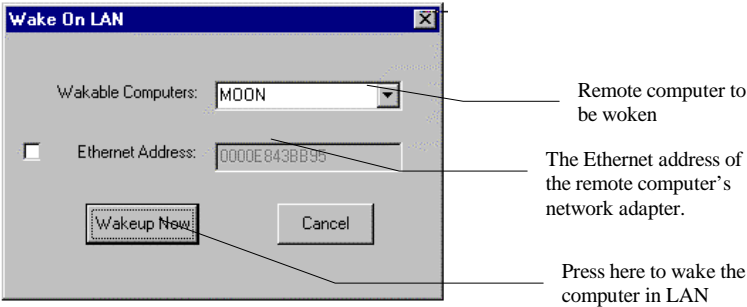 Wake On LAN
Wakable Computers: MOON
Remote computer to
be woken
Ethernet Address: 0000E843BB95
The Ethernet address of
the remote computer's
network adapter.
Wakeup Now Cancel
Press here to wake the
computer in LAN